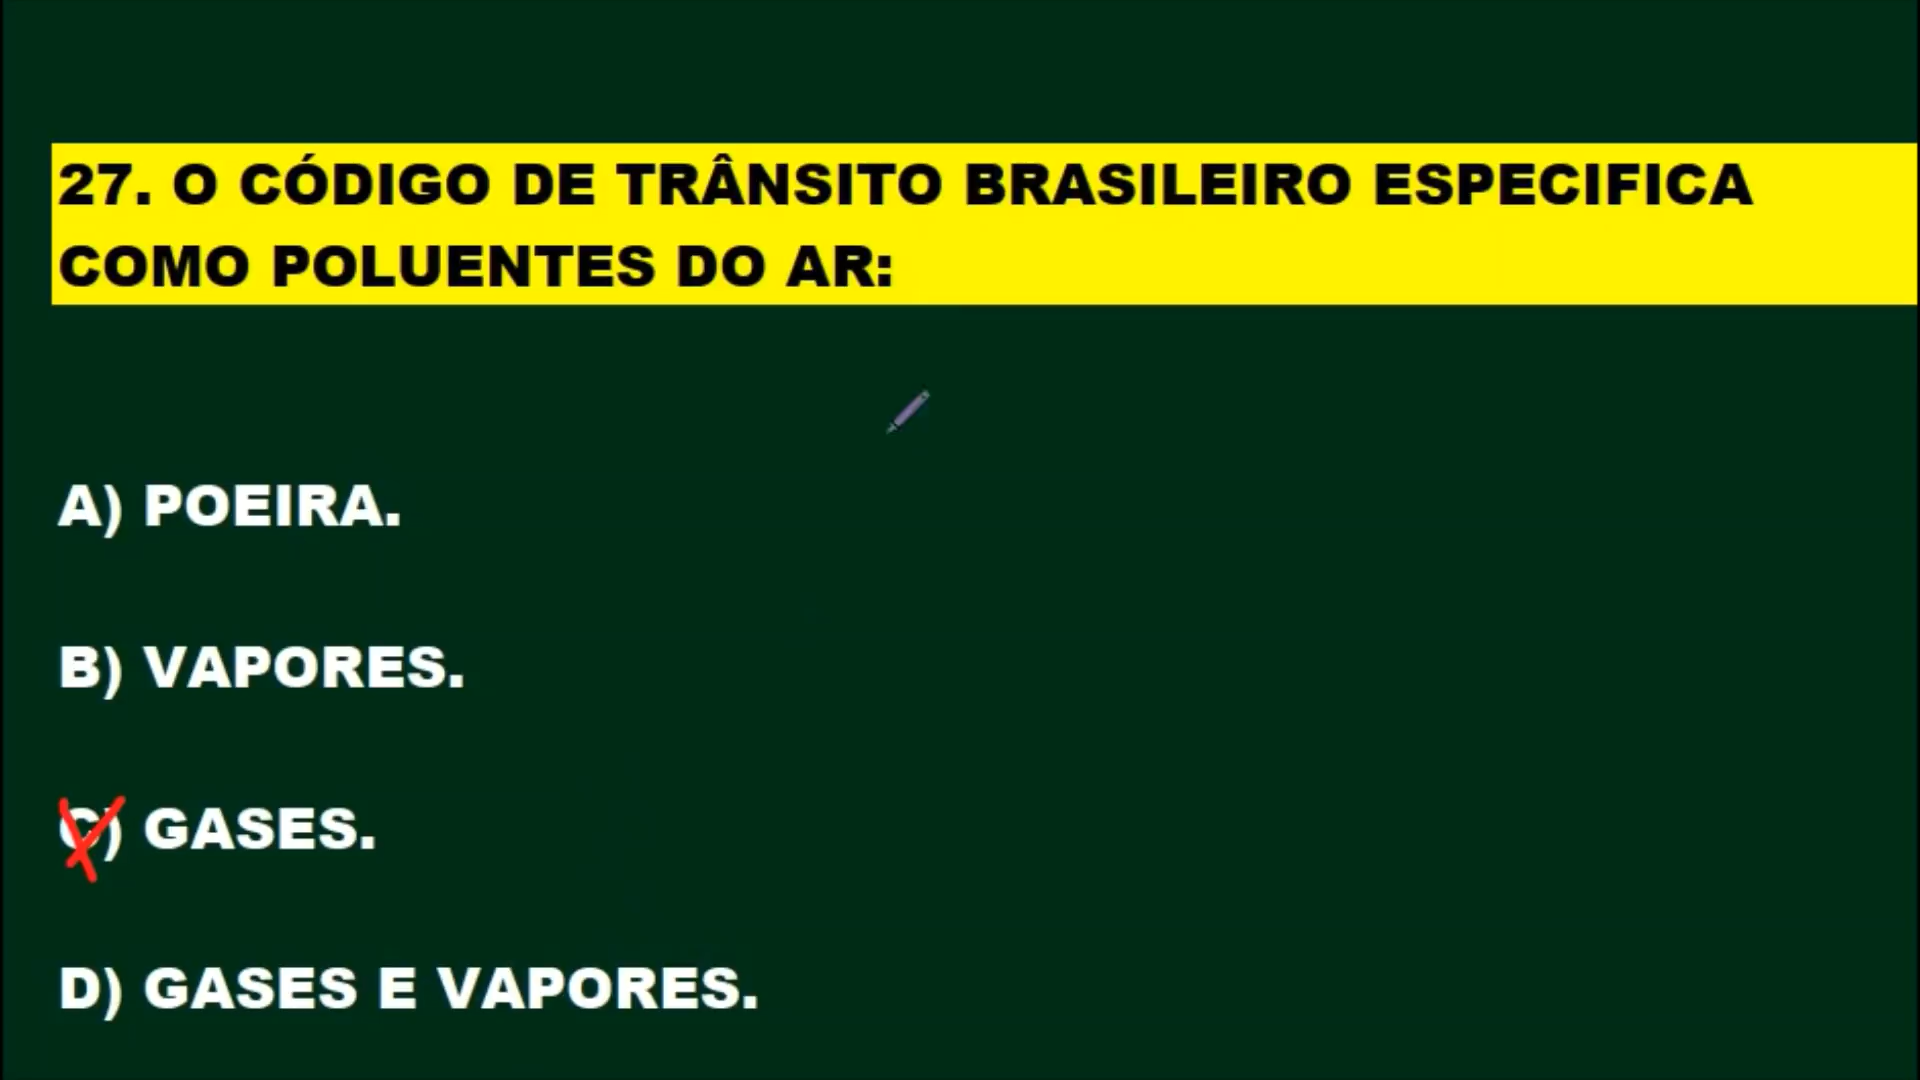 27. O CÓDIGO DE TRÂNSITO BRASILEIRO ESPECIFICA
COMO POLUENTES DO AR:
A) POEIRA.
B) VAPORES.
C) GASES.
D) GASES E VAPORES.